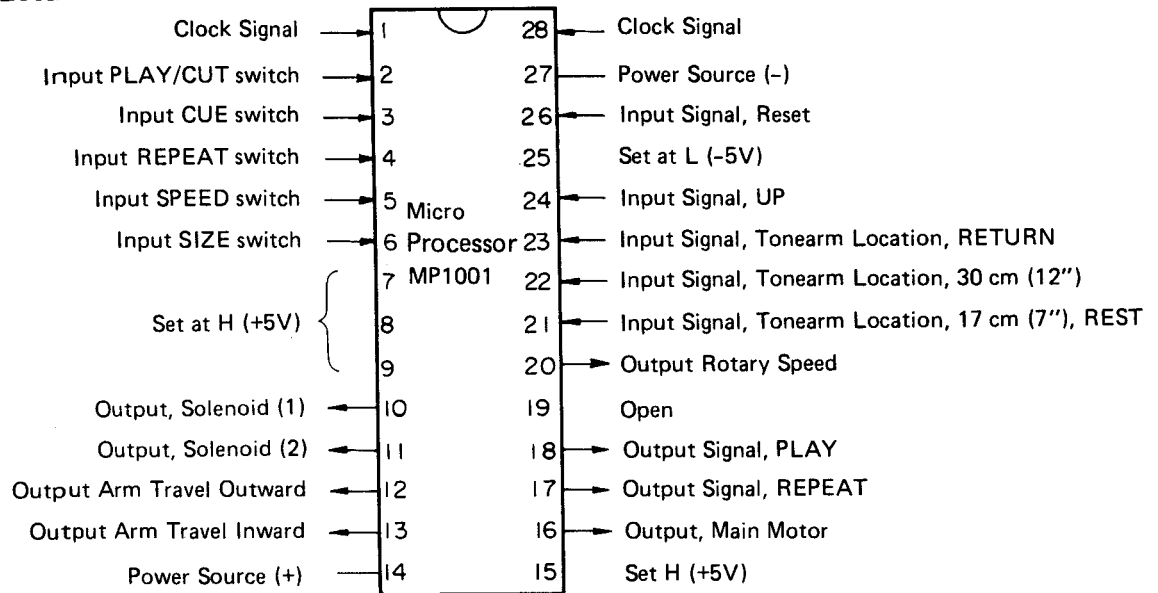 Clock Signal 1 28 Clock Signal
Input PLAY/CUT switch 2 27 Power Source (-)
Input CUE switch 3 26 Input Signal, Reset
Input REPEAT switch 4 25 Set at L (-5V)
Input SPEED switch 5 Micro 24 Input Signal, UP
Input SIZE switch 6 Processor 23 Input Signal, Tonearm Location, RETURN
7 MP1001 22 Input Signal, Tonearm Location, 30 cm (12")
Set at H (+5V) 8 21 Input Signal, Tonearm Location, 17 cm (7"), REST
9 20 Output Rotary Speed
Output, Solenoid (1) 10 19 Open
Output, Solenoid (2) 11 18 Output Signal, PLAY
Output Arm Travel Outward 12 17 Output Signal, REPEAT
Output Arm Travel Inward 13 16 Output, Main Motor
Power Source (+) 14 15 Set H (+5V)